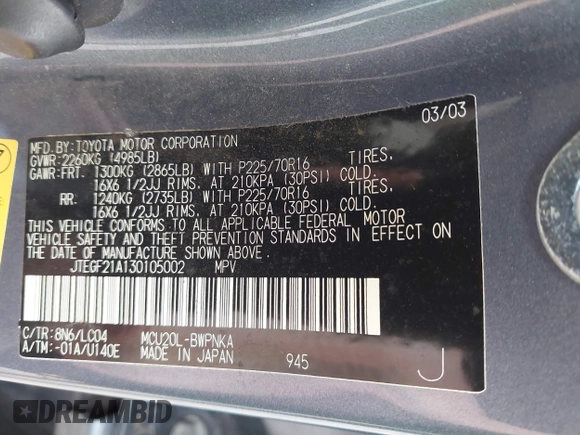 03/03
MFD. BY: TOYOTA MOTOR CORPORATION
GVWR: 2260KG (4985LB)
GAWR: FRT. 1300KG (2865LB) WITH P225/70R16 TIRES,
16X6 1/2JJ RIMS, AT 210KPA (30PSI) COLD.
RR. 1240KG (2735LB) WITH P225/70R16 TIRES,
16X6 1/2JJ RIMS, AT 210KPA (30PSI) COLD.
THIS VEHICLE CONFORMS TO ALL APPLICABLE FEDERAL MOTOR
VEHICLE SAFETY AND THEFT PREVENTION STANDARDS IN EFFECT ON
THE DATE OF MANUFACTURE SHOWN ABOVE.
JTEGF21A130105002 MPV
C/TR: 8N6/LC04 MCU20L-BWPNKA
A/TM: -01A/U140E MADE IN JAPAN 945 J
DREAMBID